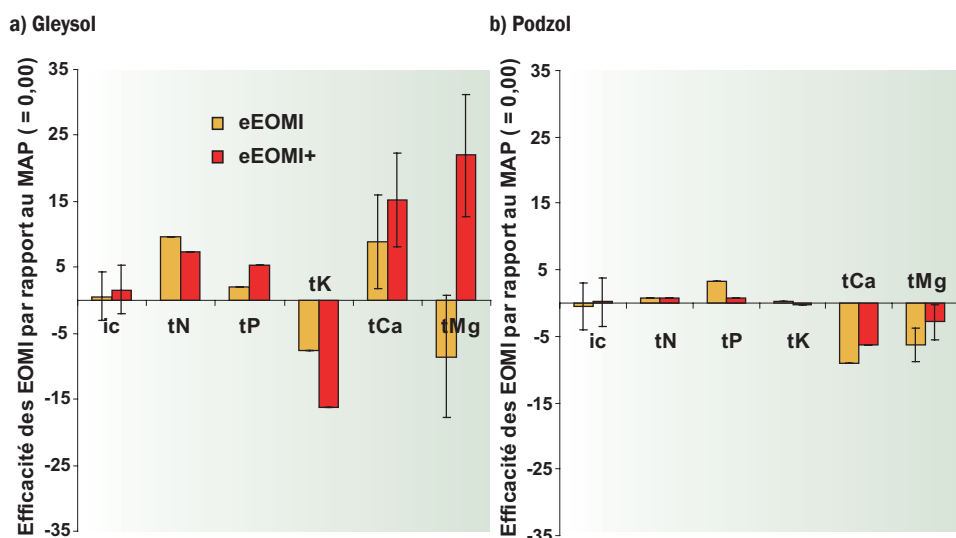 a) Gleysol
b) Podzol
Efficacité des EOMI par rapport au MAP ( = 0,00)
35
25
15
5
-5
-15
-25
-35
eEOMI
eEOMI+
ic
tN
tP
tK
tCa
tMg
Efficacité des EOMI par rapport au MAP ( = 0,00)
35
25
15
5
-5
-15
-25
-35
ic
tN
tP
tK
tCa
tMg